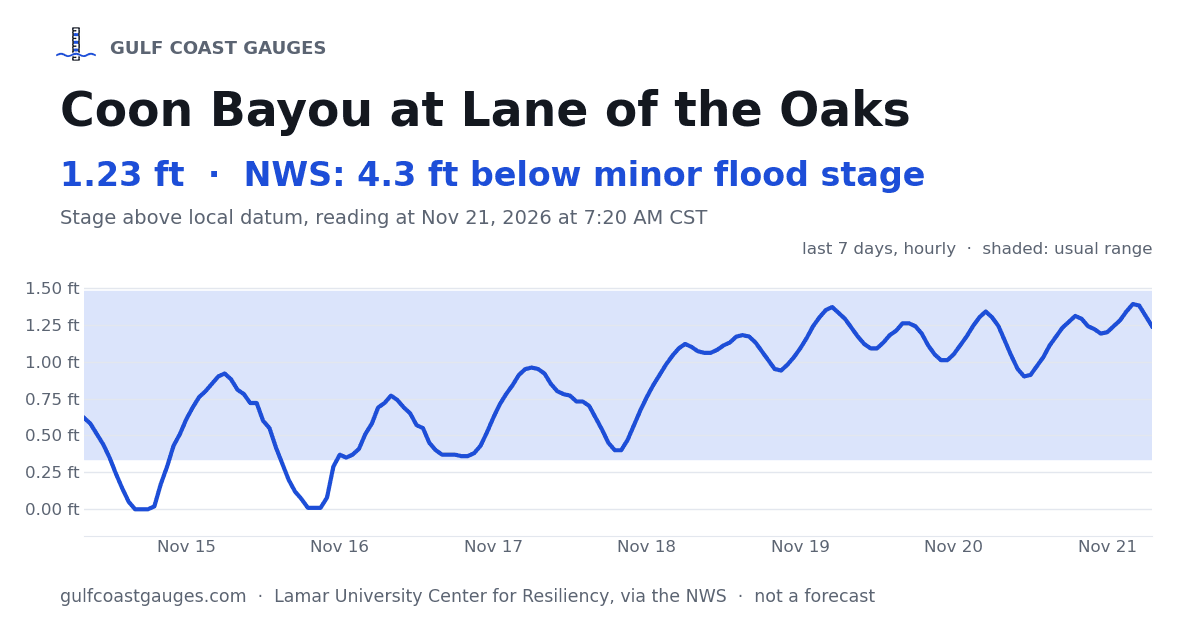 GULF COAST GAUGES
Coon Bayou at Lane of the Oaks
1.23 ft · NWS: 4.3 ft below minor flood stage
Stage above local datum, reading at Nov 21, 2026 at 7:20 AM CST
last 7 days, hourly · shaded: usual range
1.50 ft
1.25 ft
1.00 ft
0.75 ft
0.50 ft
0.25 ft
0.00 ft
Nov 15 Nov 16 Nov 17 Nov 18 Nov 19 Nov 20 Nov 21
gulfcoastgauges.com · Lamar University Center for Resiliency, via the NWS · not a forecast